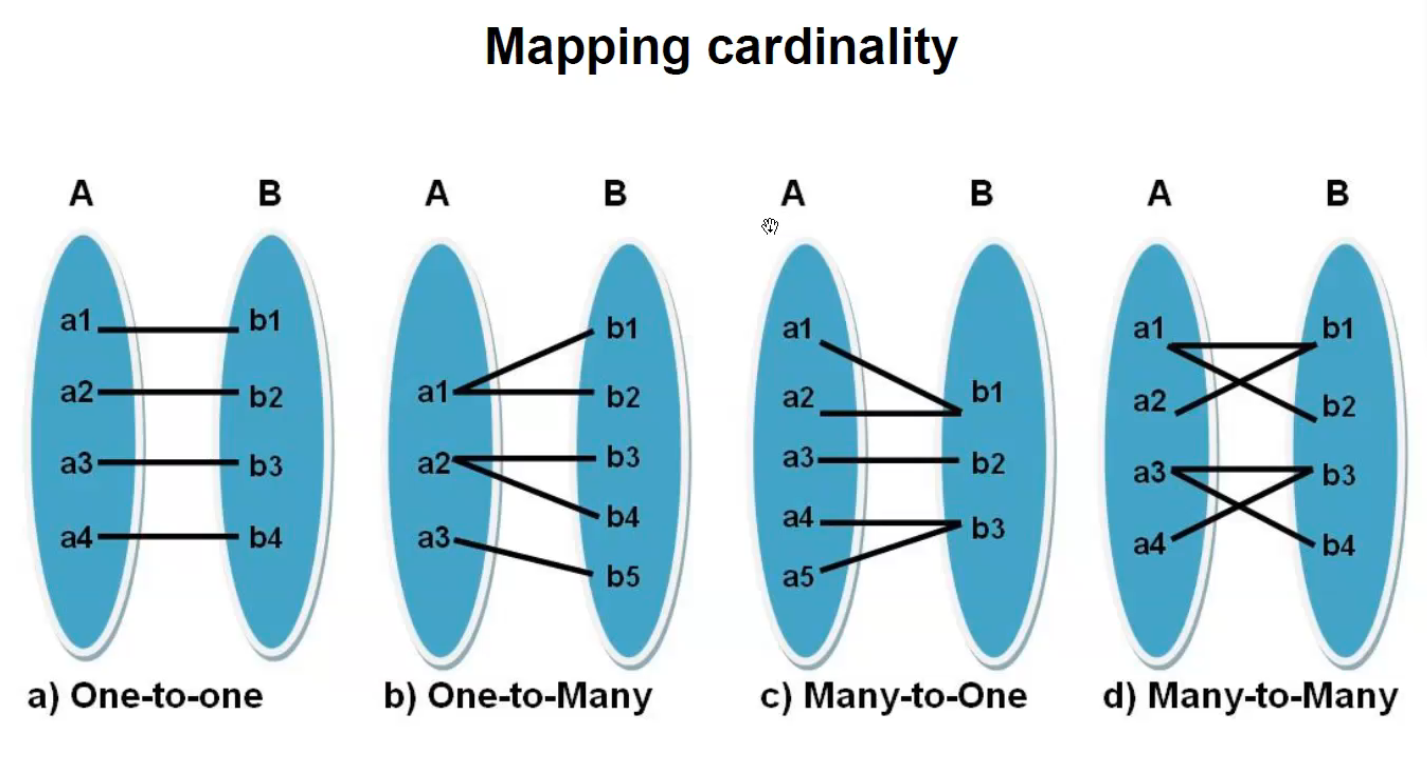 Mapping cardinality
A B A B A B A B
a1 b1
a2 b2
a3 b3
a4 b4
a) One-to-one
a1
a2
a3
b1
b2
b3
b4
b5
b) One-to-Many
a1
a2
a3
a4
a5
b1
b2
b3
c) Many-to-One
a1
a2
a3
a4
b1
b2
b3
b4
d) Many-to-Many